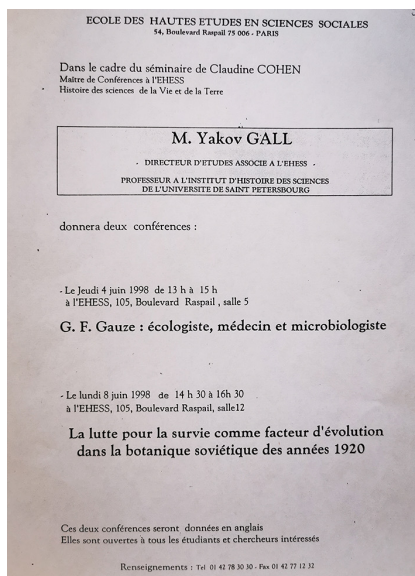 ECOLE DES HAUTES ETUDES EN SCIENCES SOCIALES
54, Boulevard Raspail 75 006 - PARIS
Dans le cadre du séminaire de Claudine COHEN
Maître de Conférences à l'EHESS
Histoire des sciences de la Vie et de la Terre
M. Yakov GALL
- DIRECTEUR D'ETUDES ASSOCIE A L'EHESS -
PROFESSEUR A L'INSTITUT D'HISTOIRE DES SCIENCES
DE L'UNIVERSITE DE SAINT PETERSBOURG
donnera deux conférences :
- Le Jeudi 4 juin 1998 de 13 h à 15 h
à l'EHESS, 105, Boulevard Raspail , salle 5
G. F. Gauze : écologiste, médecin et microbiologiste
- Le lundi 8 juin 1998 de 14 h 30 à 16h 30
à l'EHESS, 105, Boulevard Raspail, salle12
La lutte pour la survie comme facteur d'évolution
dans la botanique soviétique des années 1920
Ces deux conférences seront données en anglais
Elles sont ouvertes à tous les étudiants et chercheurs intéressés
Renseignements : Tel 01 42 78 30 30 - Fax 01 42 77 12 32